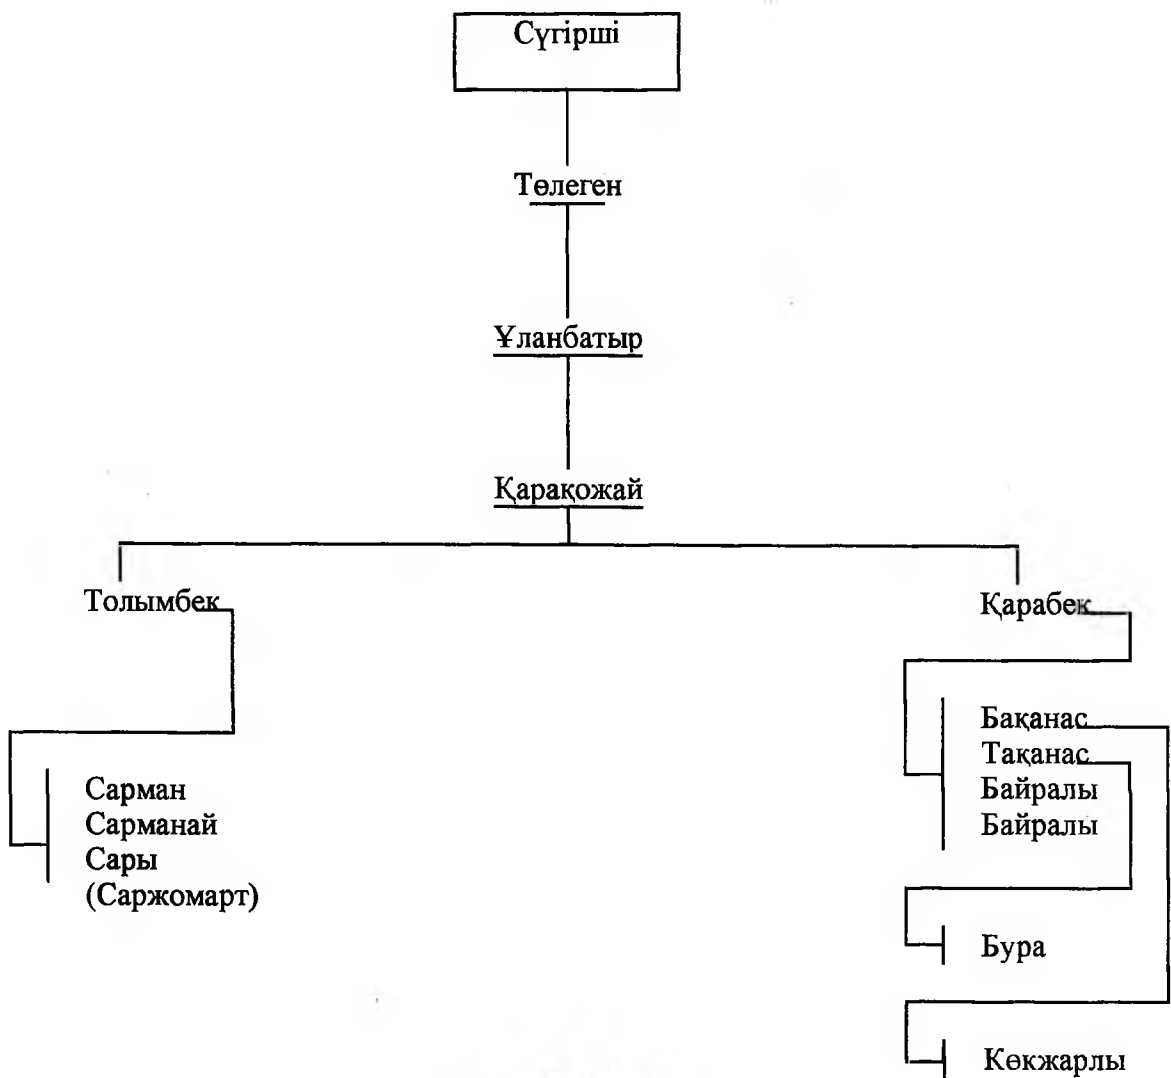 Сүгірші
Төлеген
Ұланбатыр
Қарақожай
Толымбек
Сарман
Сарманай
Сары
(Саржомарт)
Қарабек
Бақанас
Тақанас
Байралы
Байралы
Бура
Көкжарлы